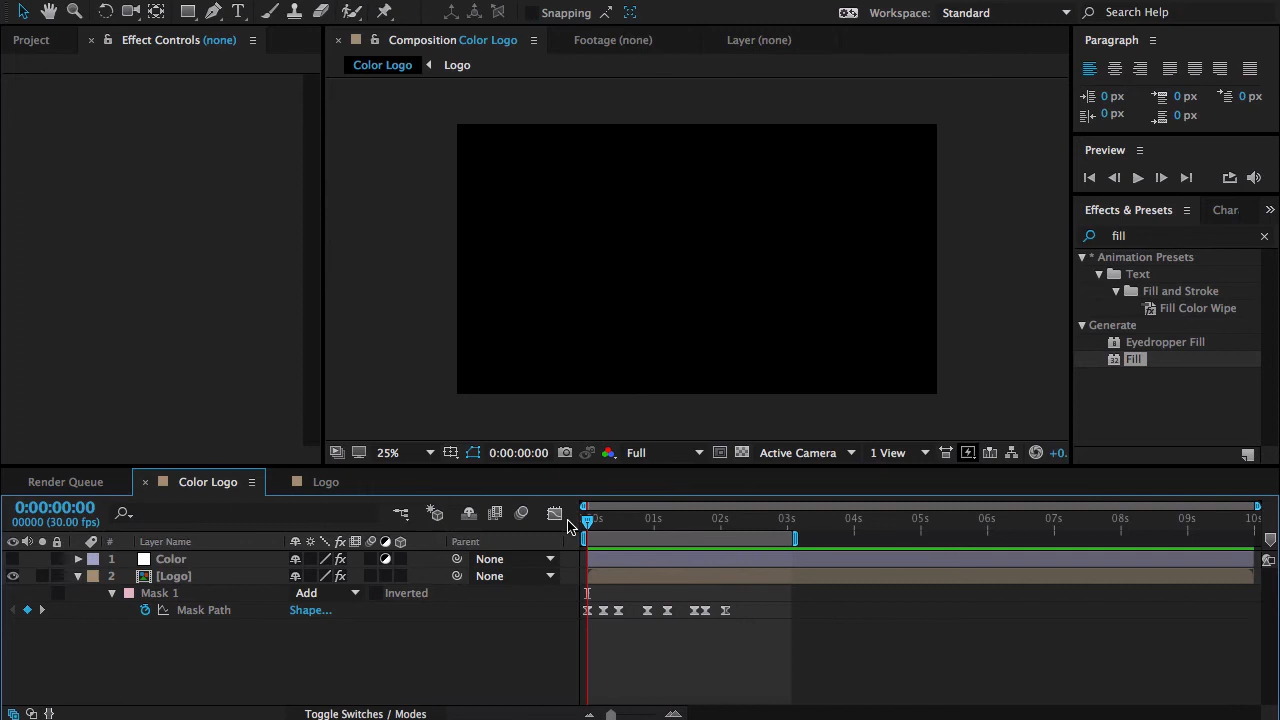 Snapping
Workspace: Standard
Search Help
Project
Effect Controls (none)
Composition Color Logo
Footage (none)
Layer (none)
Paragraph
Color Logo
Logo
0 px
0 px
0 px
0 px
0 px
Preview
Effects & Presets
Char
fill
* Animation Presets
Text
Fill and Stroke
Fill Color Wipe
Generate
Eyedropper Fill
Fill
25%
0:00:00:00
Full
Active Camera
1 View
+0.
Render Queue
Color Logo
Logo
0:00:00:00
00000 (30.00 fps)
0s
01s
02s
03s
04s
05s
06s
07s
08s
09s
10s
#
Layer Name
Parent
1
Color
None
2
[Logo]
None
Mask 1
Add
Inverted
Mask Path
Shape...
Toggle Switches / Modes